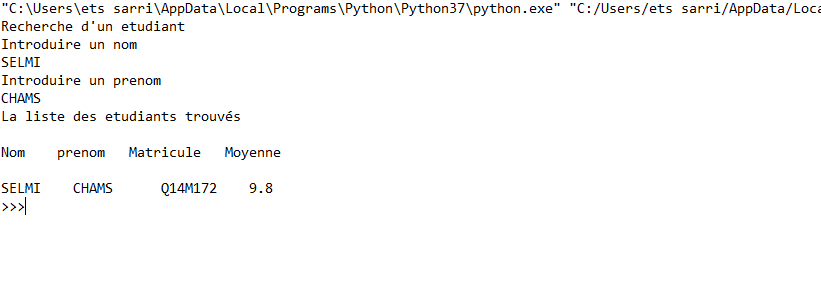 "C:\Users\ets sarri\AppData\Local\Programs\Python\Python37\python.exe" "C:/Users/ets sarri/AppData/Loca
Recherche d'un etudiant
Introduire un nom
SELMI
Introduire un prenom
CHAMS
La liste des etudiants trouvés
Nom    prenom   Matricule   Moyenne
SELMI    CHAMS      Q14M172    9.8
>>>